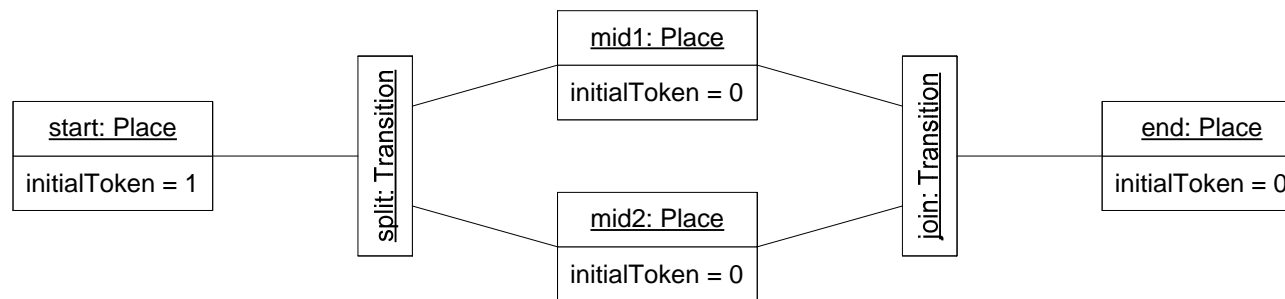 start: Place
initialToken = 1
split: Transition
mid1: Place
initialToken = 0
mid2: Place
initialToken = 0
join: Transition
end: Place
initialToken = 0